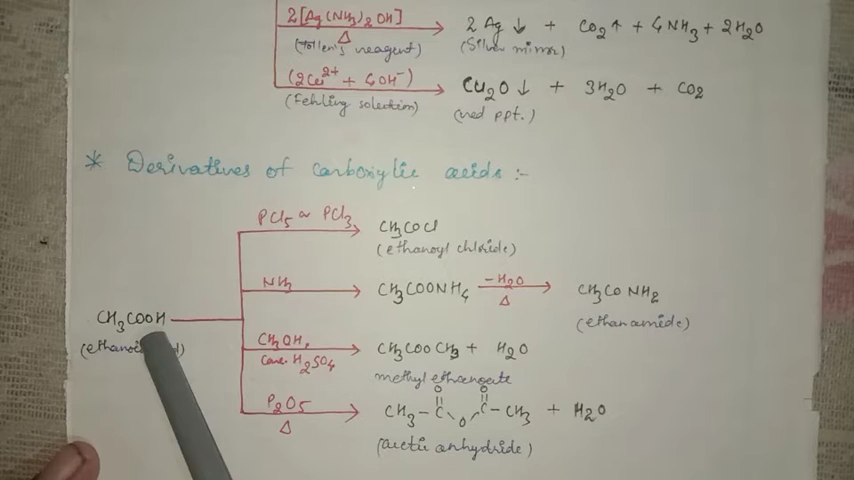 2[Ag(NH3)2OH] 2 Ag ↓ + CO2↑ + 4NH3 + 2H2O
Δ
(Tollen's reagent) (Silver mirror)
(2Cu2+ + 4OH-) Cu2O ↓ + 3H2O + CO2
(Fehling solution) (red ppt.)
* Derivatives of carboxylic acids :-
PCl5 or PCl3 CH3COCl
(ethanoyl chloride)
NH3 CH3COONH4 -H2O CH3CONH2
Δ
(ethanamide)
CH3COOH
CH3OH, CH3COOCH3 + H2O
Conc. H2SO4
methyl ethanoate
P2O5 CH3-C-O-C-CH3 + H2O
O O
Δ
(acetic anhydride)